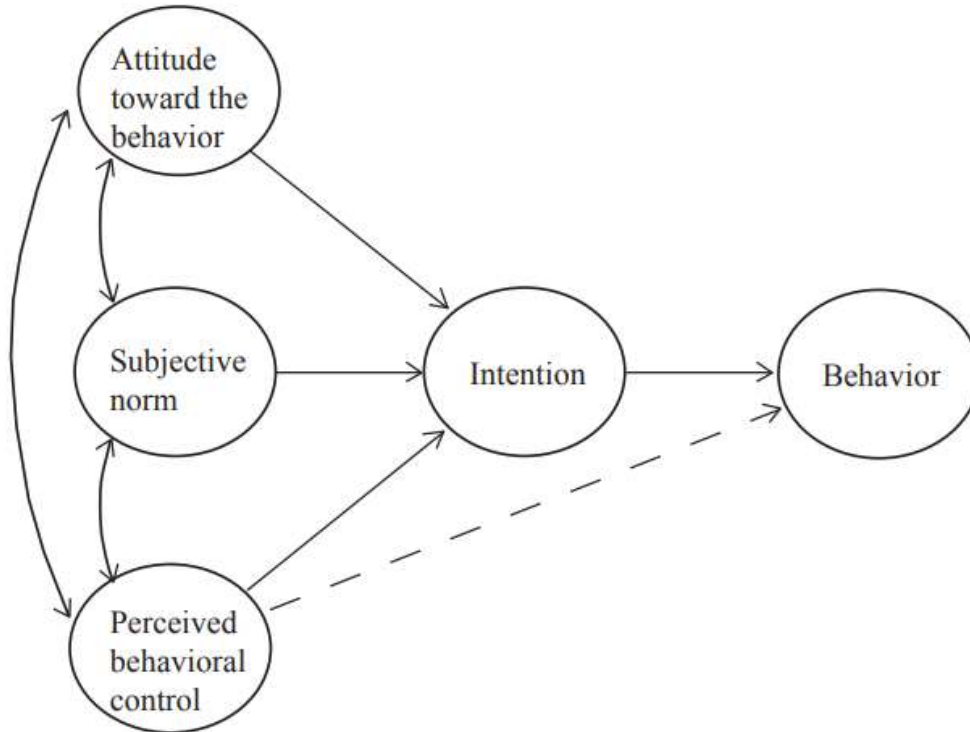 Attitude
toward the
behavior
Subjective
norm
Intention
Behavior
Perceived
behavioral
control